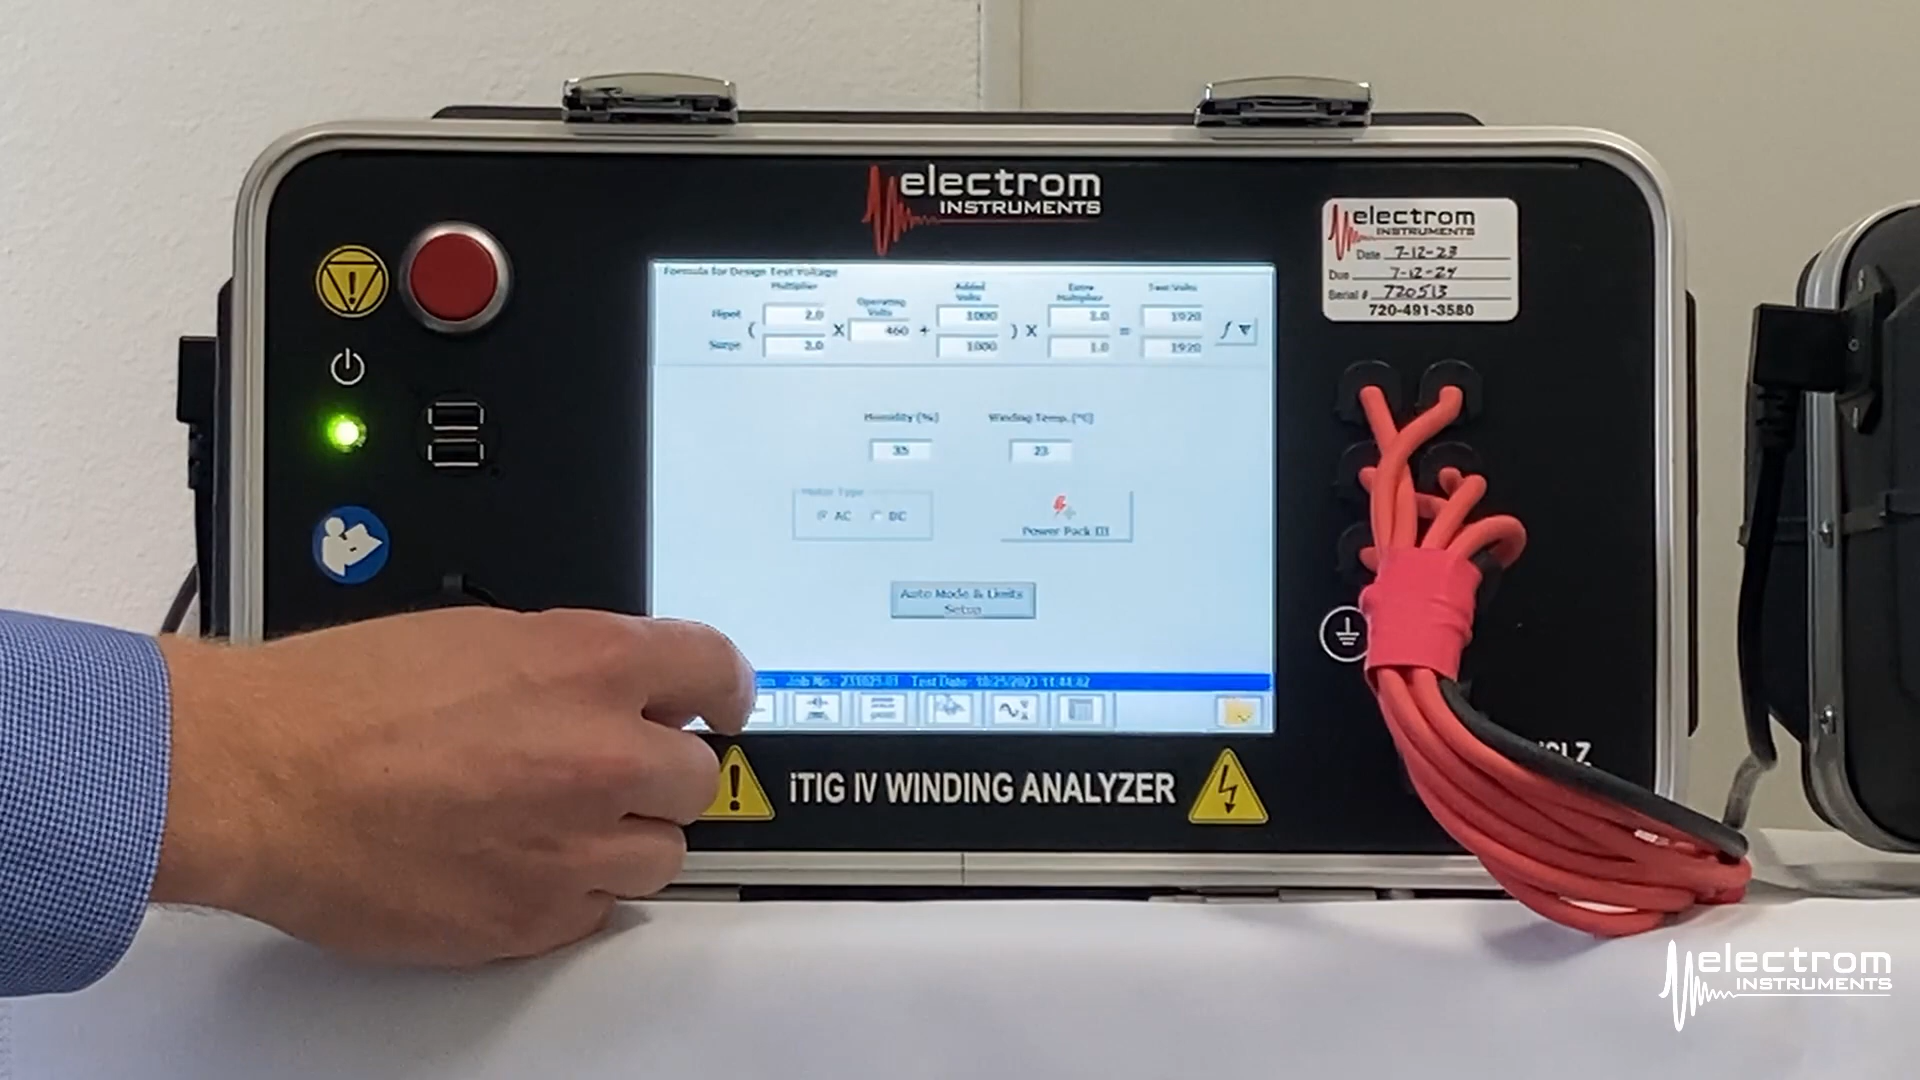 electrom
INSTRUMENTS
electrom
INSTRUMENTS
Date 7-12-23
Due 7-12-24
Serial # 720513
720-491-3580
Formula for Design Test Voltage
Multiplier
Operating Volts
Added Volts
Extra Multiplier
Test Volts
Hipot ( 2.0 X 460 + 1000 ) X 1.0 = 1920
Surge 2.0 1000 1.0 1920
Humidity (%)
Winding Temp. (°C)
35
23
Motor Type
AC
DC
Power Pack III
Auto Mode & Limits
Setup
Job No.: 231025.01 Test Date: 10/25/2023 11:44:02
iTIG IV WINDING ANALYZER
electrom
INSTRUMENTS